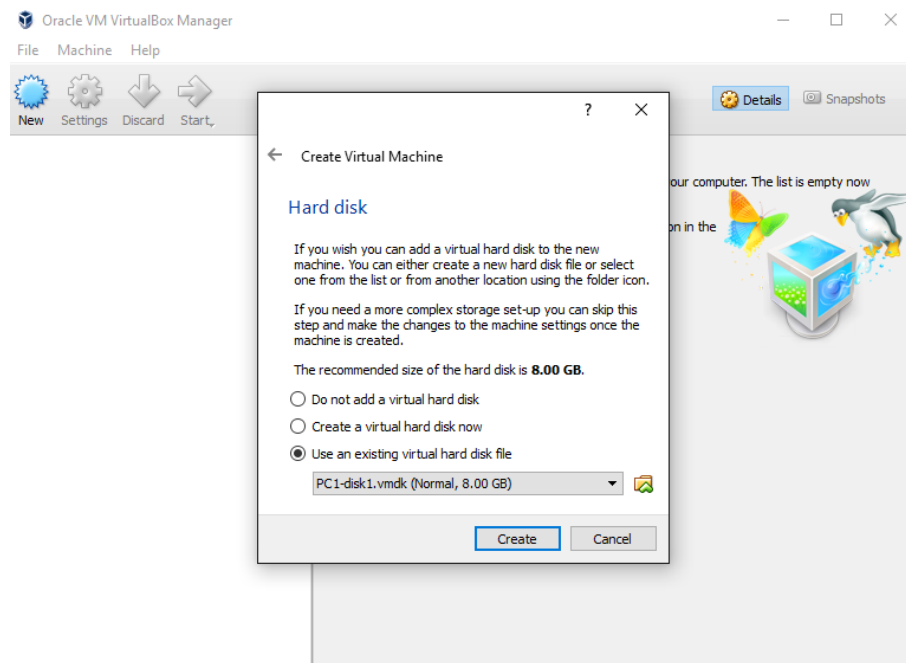 Oracle VM VirtualBox Manager
File Machine Help
New Settings Discard Start
Details Snapshots
?
Create Virtual Machine
our computer. The list is empty now
on in the
Hard disk
If you wish you can add a virtual hard disk to the new
machine. You can either create a new hard disk file or select
one from the list or from another location using the folder icon.
If you need a more complex storage set-up you can skip this
step and make the changes to the machine settings once the
machine is created.
The recommended size of the hard disk is 8.00 GB.
Do not add a virtual hard disk
Create a virtual hard disk now
Use an existing virtual hard disk file
PC1-disk1.vmdk (Normal, 8.00 GB)
Create Cancel